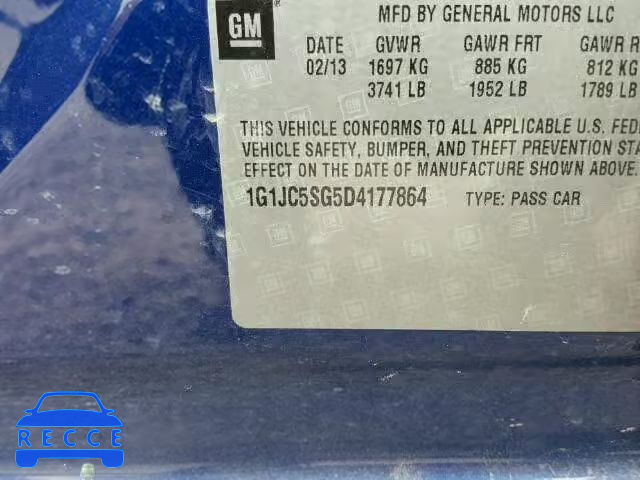 GM
MFD BY GENERAL MOTORS LLC
DATE GVWR GAWR FRT GAWR R
02/13 1697 KG 885 KG 812 KG
3741 LB 1952 LB 1789 LB
THIS VEHICLE CONFORMS TO ALL APPLICABLE U.S. FEDE
VEHICLE SAFETY, BUMPER, AND THEFT PREVENTION STA
EFFECT ON THE DATE OF MANUFACTURE SHOWN ABOVE.
1G1JC5SG5D4177864 TYPE: PASS CAR
RECCE